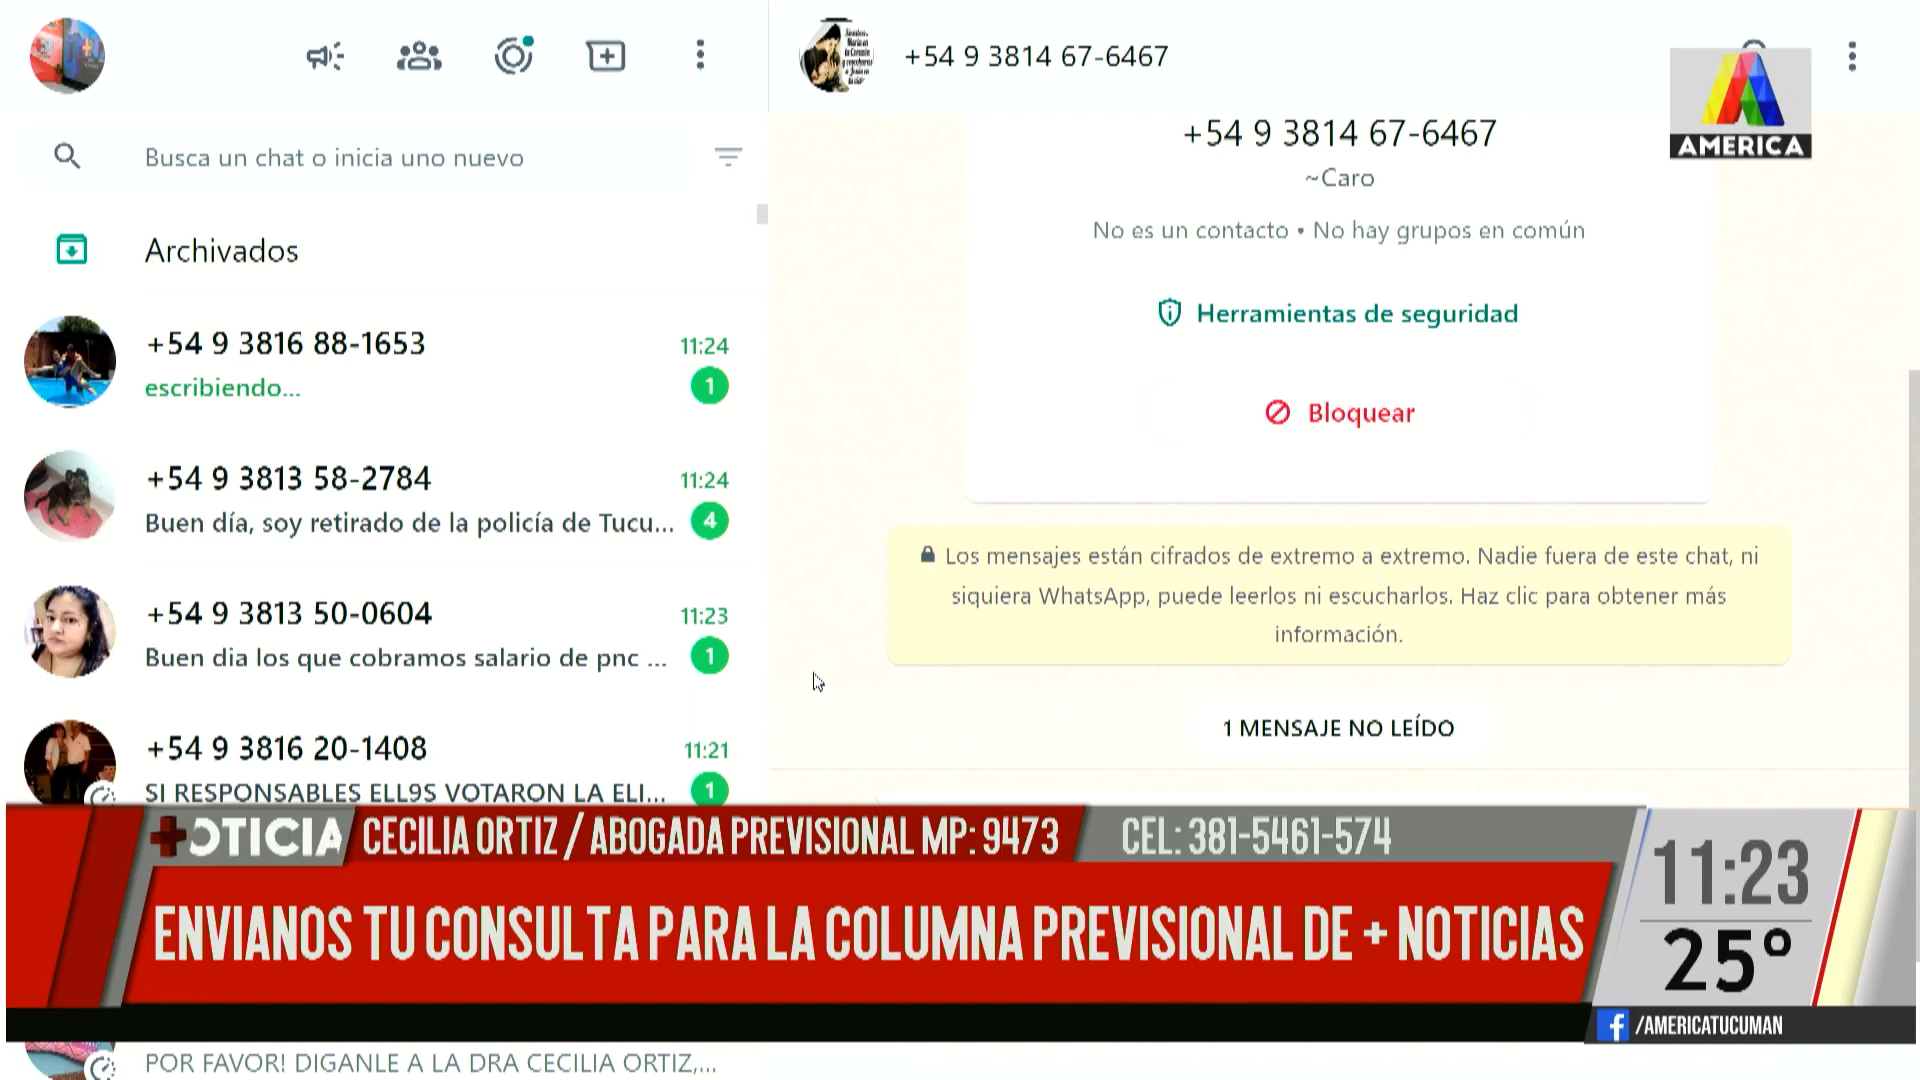 +54 9 3814 67-6467
AMERICA
Busca un chat o inicia uno nuevo
Archivados
+54 9 3816 88-1653
11:24
escribiendo...
1
+54 9 3813 58-2784
11:24
Buen día, soy retirado de la policía de Tucu...
4
+54 9 3813 50-0604
11:23
Buen dia los que cobramos salario de pnc ...
1
+54 9 3816 20-1408
11:21
SI RESPONSABLES ELL9S VOTARON LA ELI...
1
+54 9 3814 67-6467
~Caro
No es un contacto • No hay grupos en común
Herramientas de seguridad
Bloquear
Los mensajes están cifrados de extremo a extremo. Nadie fuera de este chat, ni
siquiera WhatsApp, puede leerlos ni escucharlos. Haz clic para obtener más
información.
1 MENSAJE NO LEÍDO
+OTICIA
CECILIA ORTIZ / ABOGADA PREVISIONAL MP: 9473
CEL: 381-5461-574
ENVIANOS TU CONSULTA PARA LA COLUMNA PREVISIONAL DE + NOTICIAS
11:23
25°
/AMERICATUCUMAN
POR FAVOR! DIGANLE A LA DRA CECILIA ORTIZ,...